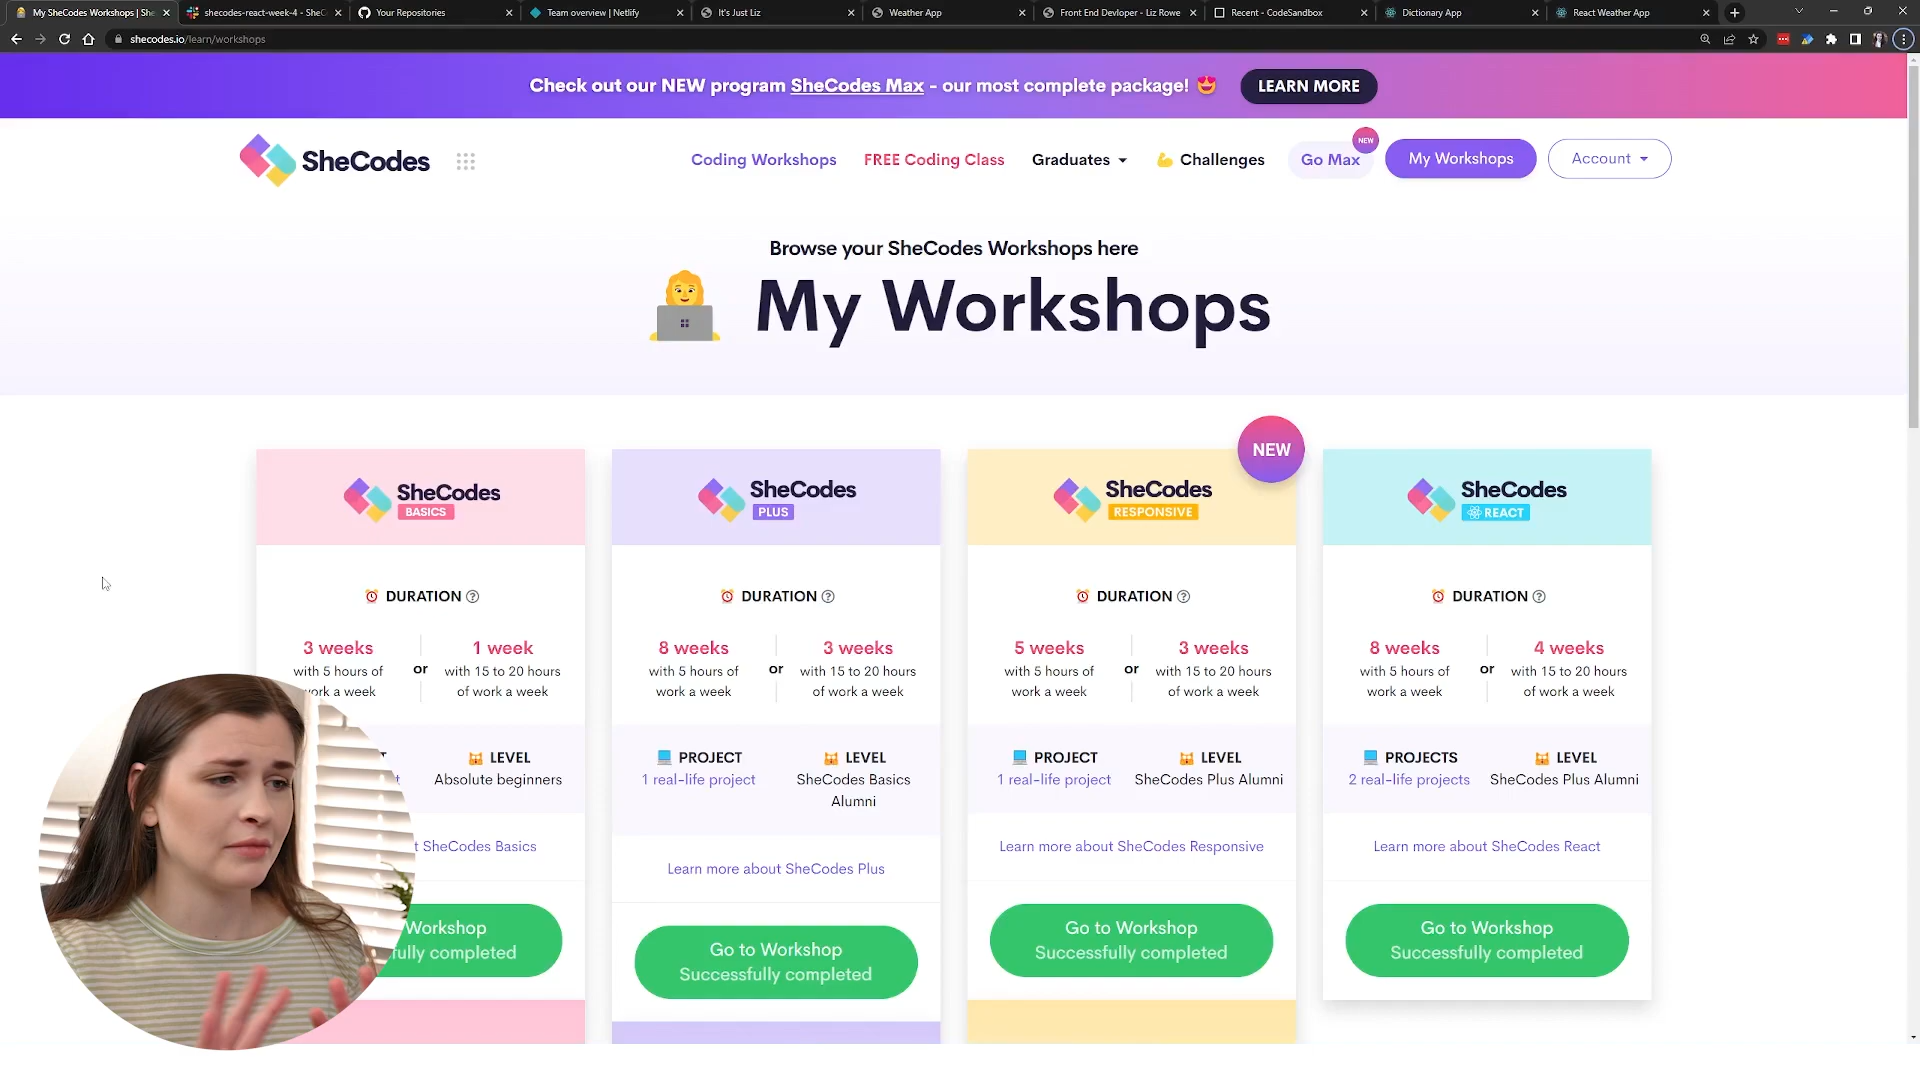 My SheCodes Workshops | She
shecodes-react-week-4 - SheC
Your Repositories
Team overview | Netlify
It's Just Liz
Weather App
Front End Devloper - Liz Rowe
Recent - CodeSandbox
Dictionary App
React Weather App
shecodes.io/learn/workshops
Check out our NEW program SheCodes Max - our most complete package! 😍
LEARN MORE
SheCodes
Coding Workshops
FREE Coding Class
Graduates
💪 Challenges
Go Max
NEW
My Workshops
Account
Browse your SheCodes Workshops here
My Workshops
SheCodes
BASICS
DURATION
3 weeks
with 5 hours of
work a week
or
1 week
with 15 to 20 hours
of work a week
LEVEL
Absolute beginners
SheCodes Basics
Workshop
completed
SheCodes
PLUS
DURATION
8 weeks
with 5 hours of
work a week
or
3 weeks
with 15 to 20 hours
of work a week
PROJECT
1 real-life project
LEVEL
SheCodes Basics
Alumni
Learn more about SheCodes Plus
Go to Workshop
Successfully completed
NEW
SheCodes
RESPONSIVE
DURATION
5 weeks
with 5 hours of
work a week
or
3 weeks
with 15 to 20 hours
of work a week
PROJECT
1 real-life project
LEVEL
SheCodes Plus Alumni
Learn more about SheCodes Responsive
Go to Workshop
Successfully completed
SheCodes
REACT
DURATION
8 weeks
with 5 hours of
work a week
or
4 weeks
with 15 to 20 hours
of work a week
PROJECTS
2 real-life projects
LEVEL
SheCodes Plus Alumni
Learn more about SheCodes React
Go to Workshop
Successfully completed